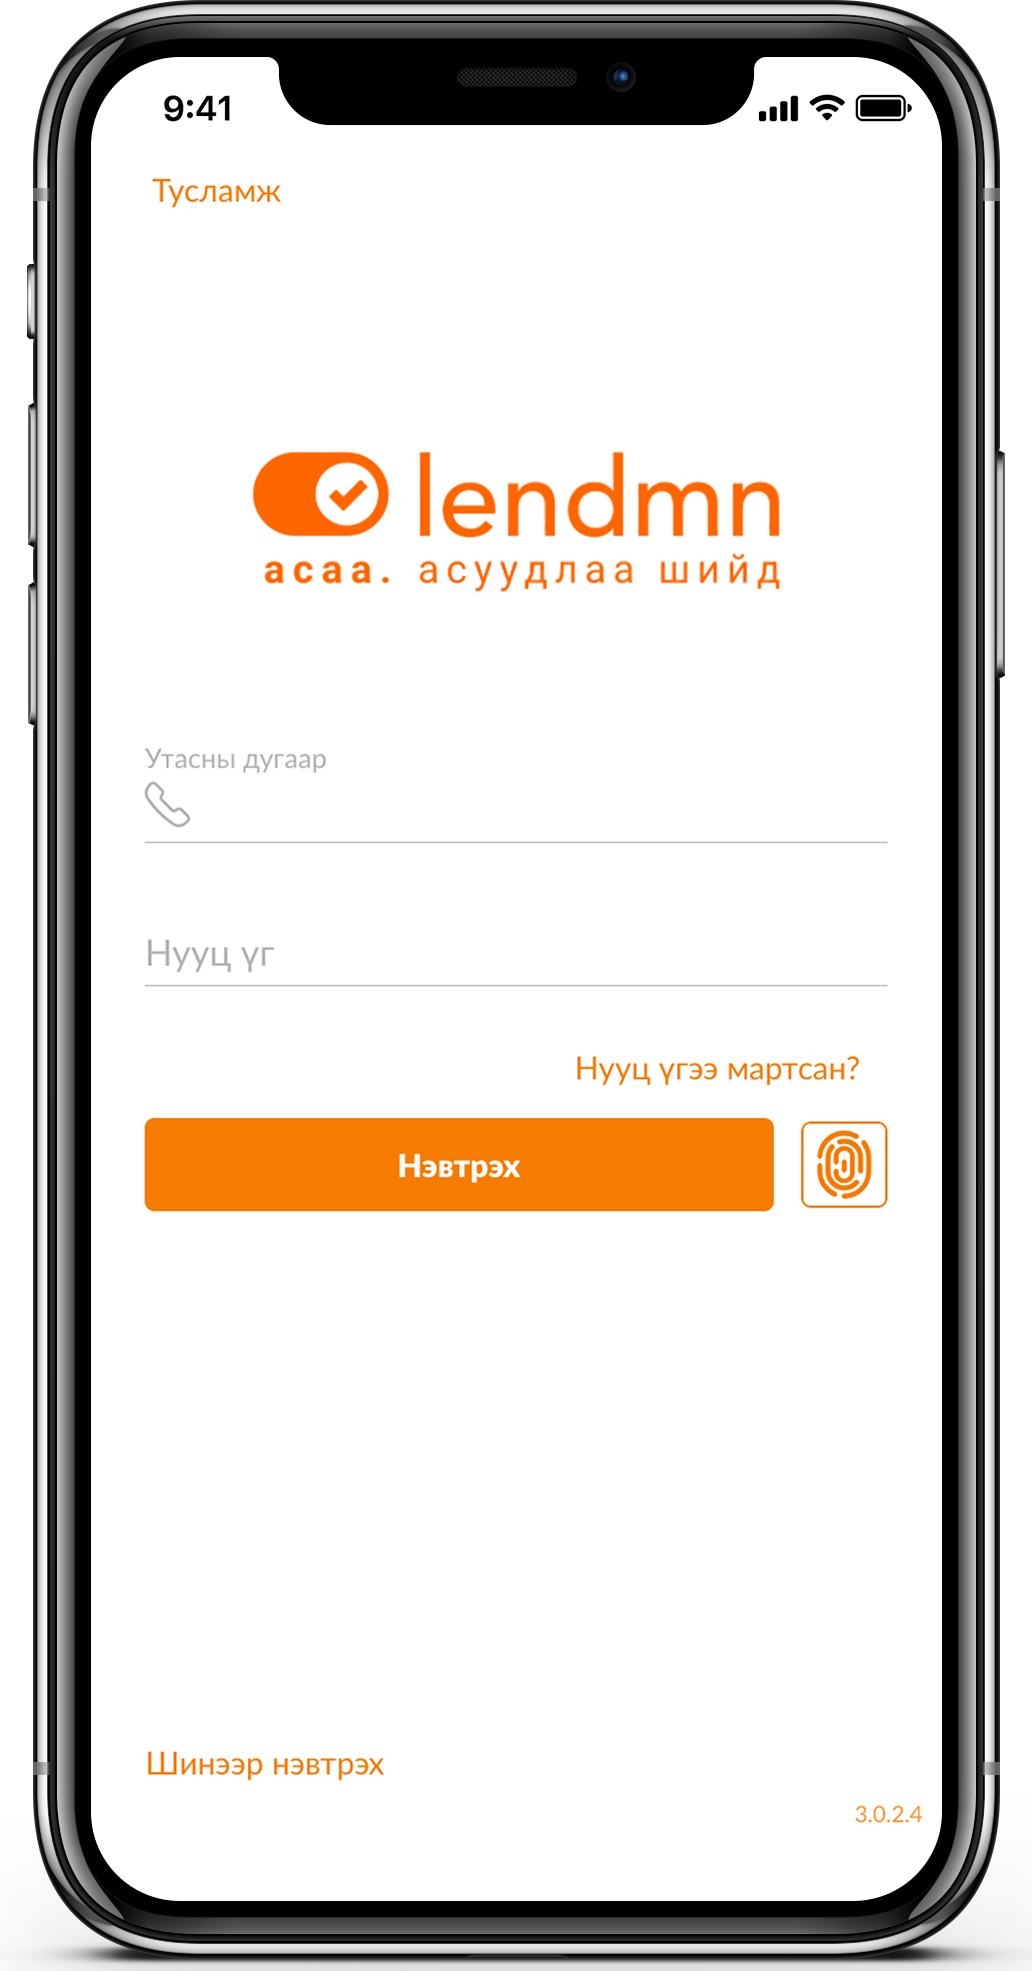 9:41
Тусламж
lendmn
асаа. асуудлаа шийд
Утасны дугаар
Нууц үг
Нууц үгээ мартсан?
Нэвтрэх
Шинээр нэвтрэх
3.0.2.4